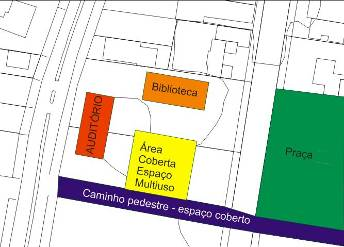 Biblioteca
AUDITÓRIO
Área
Coberta
Espaço
Multiuso
Praça
Caminho pedestre - espaço coberto